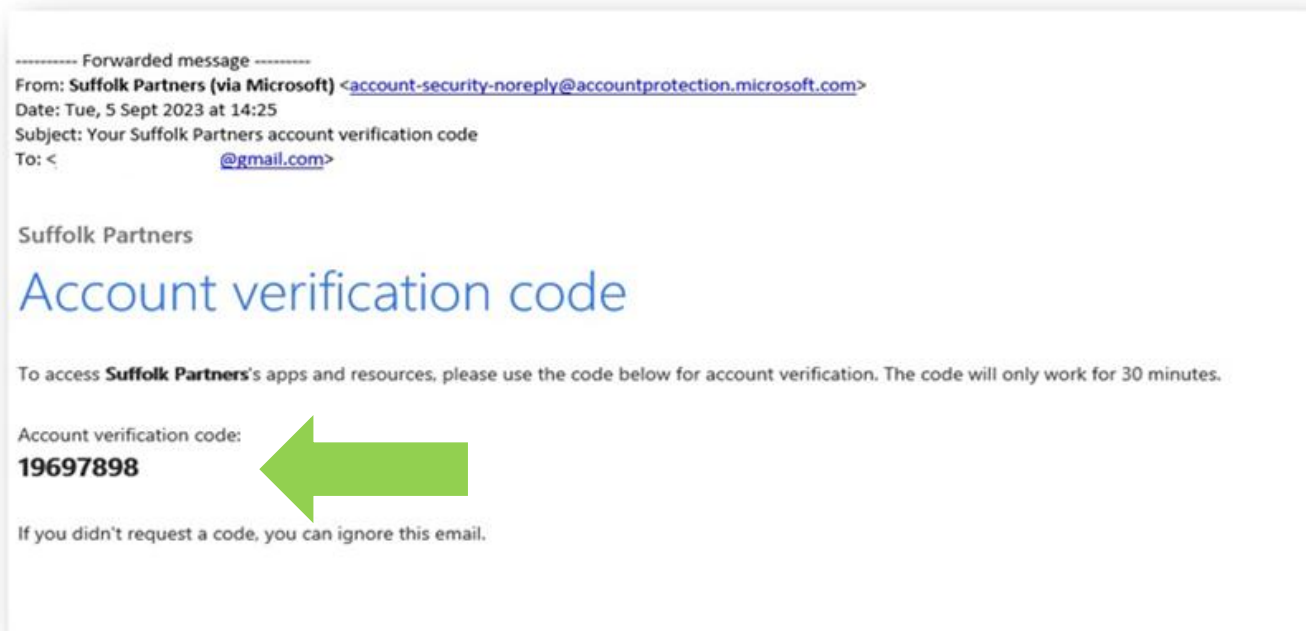 ---------- Forwarded message ---------
From: Suffolk Partners (via Microsoft) <account-security-noreply@accountprotection.microsoft.com>
Date: Tue, 5 Sept 2023 at 14:25
Subject: Your Suffolk Partners account verification code
To: < @gmail.com>
Suffolk Partners
Account verification code
To access Suffolk Partners's apps and resources, please use the code below for account verification. The code will only work for 30 minutes.
Account verification code:
19697898
If you didn't request a code, you can ignore this email.